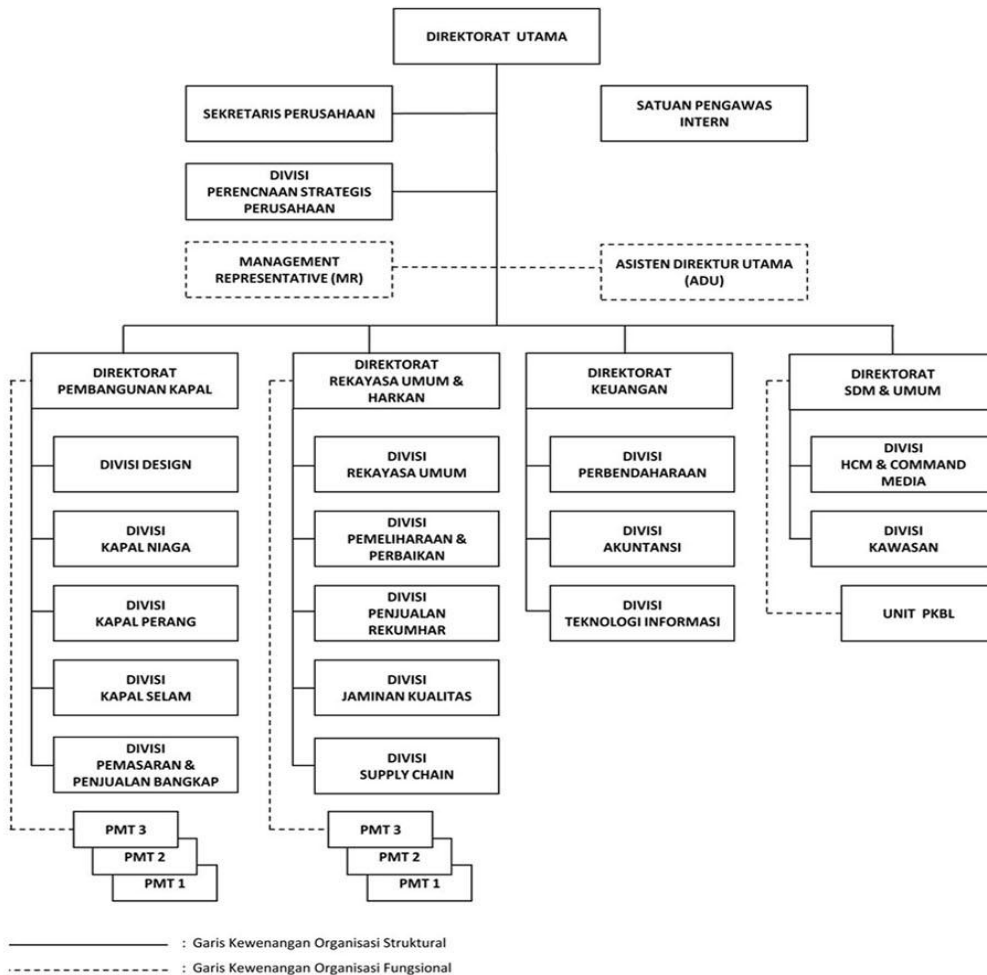 DIREKTORAT UTAMA
SEKRETARIS PERUSAHAAN
SATUAN PENGAWAS
INTERN
DIVISI
PERENCNAAN STRATEGIS
PERUSAHAAN
MANAGEMENT
REPRESENTATIVE (MR)
ASISTEN DIREKTUR UTAMA
(ADU)
DIREKTORAT
PEMBANGUNAN KAPAL
DIVISI DESIGN
DIVISI
KAPAL NIAGA
DIVISI
KAPAL PERANG
DIVISI
KAPAL SELAM
DIVISI
PEMASARAN &
PENJUALAN BANGKAP
PMT 3
PMT 2
PMT 1
DIREKTORAT
REKAYASA UMUM &
HARKAN
DIVISI
REKAYASA UMUM
DIVISI
PEMELIHARAAN &
PERBAIKAN
DIVISI
PENJUALAN
REKUMHAR
DIVISI
JAMINAN KUALITAS
DIVISI
SUPPLY CHAIN
PMT 3
PMT 2
PMT 1
DIREKTORAT
KEUANGAN
DIVISI
PERBENDAHARAAN
DIVISI
AKUNTANSI
DIVISI
TEKNOLOGI INFORMASI
DIREKTORAT
SDM & UMUM
DIVISI
HCM & COMMAND
MEDIA
DIVISI
KAWASAN
UNIT PKBL
: Garis Kewenangan Organisasi Struktural
: Garis Kewenangan Organisasi Fungsional